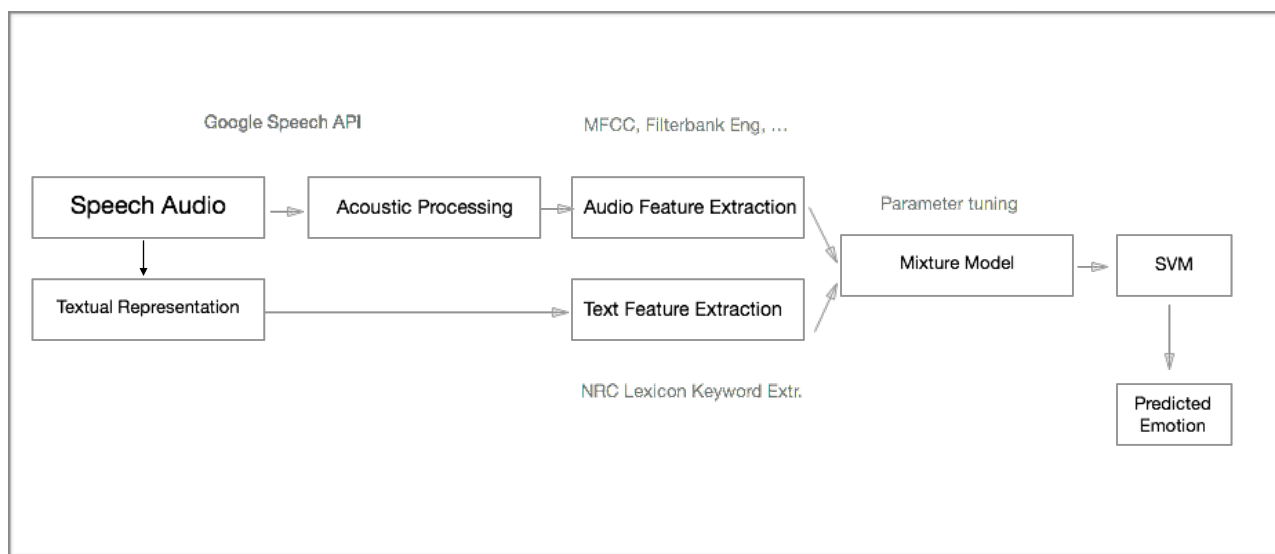 Google Speech API
MFCC, Filterbank Eng, ...
Speech Audio
Acoustic Processing
Audio Feature Extraction
Parameter tuning
Mixture Model
SVM
Textual Representation
Text Feature Extraction
NRC Lexicon Keyword Extr.
Predicted
Emotion